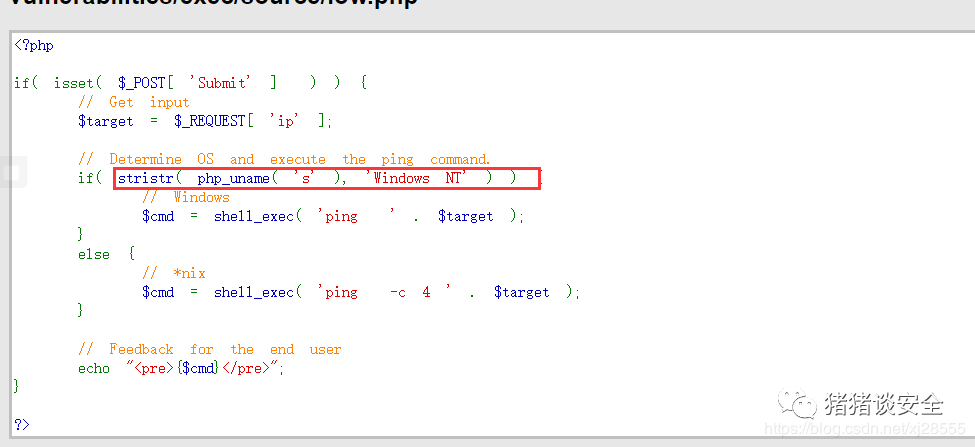 vulnerabilities/exec/source/low.php
<?php
if( isset( $_POST[ 'Submit' ] ) ) {
// Get input
$target = $_REQUEST[ 'ip' ];
// Determine OS and execute the ping command.
if( stristr( php_uname( 's' ), 'Windows NT' ) )
// Windows
$cmd = shell_exec( 'ping ' . $target );
}
else {
// *nix
$cmd = shell_exec( 'ping -c 4 ' . $target );
}
// Feedback for the end user
echo "<pre>{$cmd}</pre>";
}
?>
猪猪谈安全
https://blog.csdn.net/xj28555